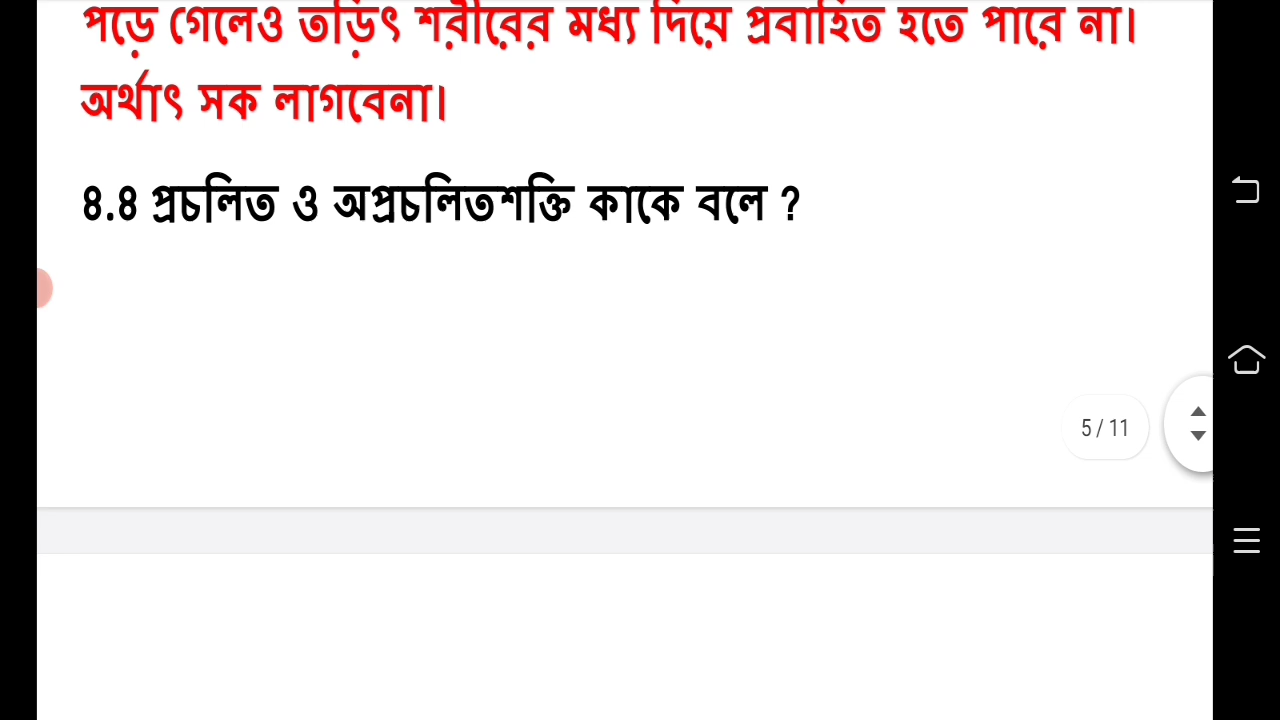 পড়ে গেলেও তড়িৎ শরীরের মধ্য দিয়ে প্রবাহিত হতে পারে না।
অর্থাৎ সক লাগবেনা।
৪.৪ প্রচলিত ও অপ্রচলিতশক্তি কাকে বলে ?
5 / 11